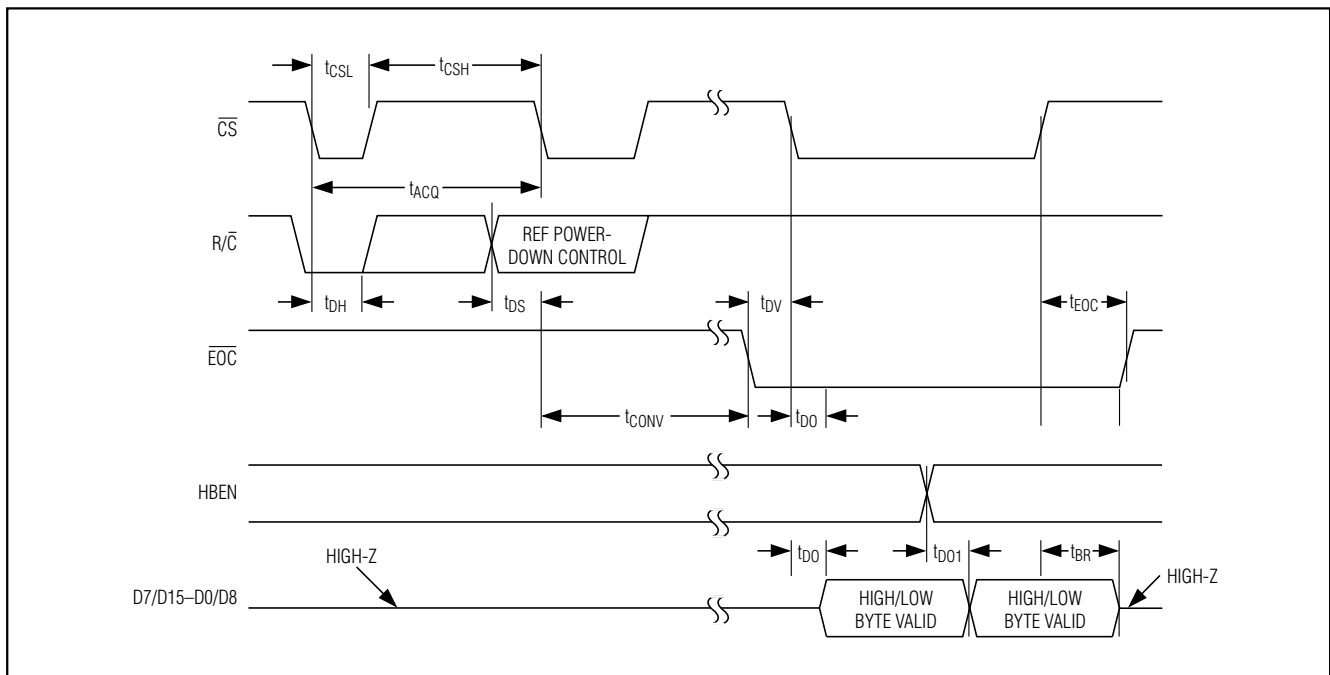 tCSL
tCSH
CS
tACQ
R/C
REF POWER-
DOWN CONTROL
tDH
tDS
tDV
tEOC
EOC
tCONV
tDO
HBEN
tDO
tDO1
tBR
HIGH-Z
HIGH-Z
D7/D15–D0/D8
HIGH/LOW
BYTE VALID
HIGH/LOW
BYTE VALID